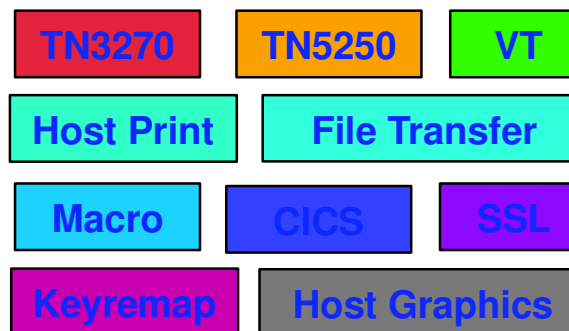 TN3270 TN5250 VT
Host Print File Transfer
Macro CICS SSL
Keyremap Host Graphics